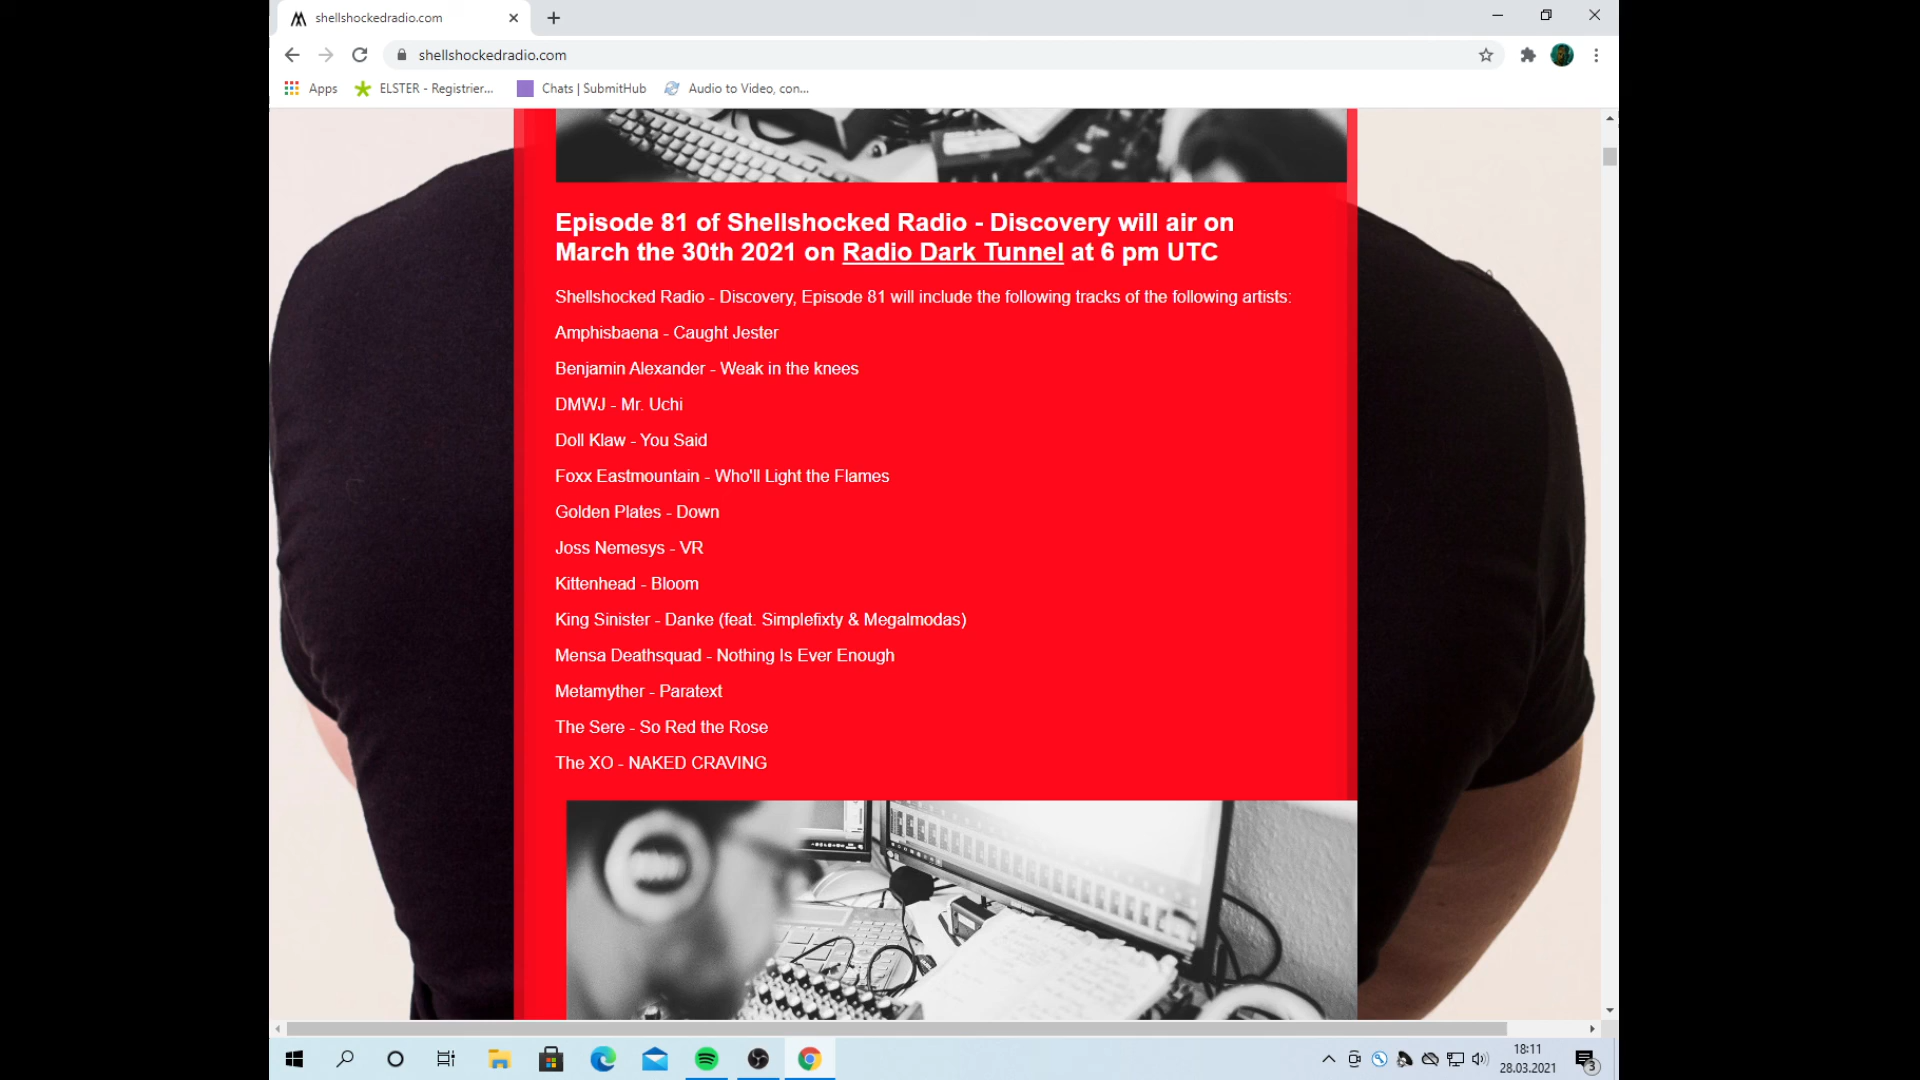 shellshockedradio.com
shellshockedradio.com
Apps
ELSTER - Registrier...
Chats | SubmitHub
Audio to Video, con...
Episode 81 of Shellshocked Radio - Discovery will air on
March the 30th 2021 on Radio Dark Tunnel at 6 pm UTC
Shellshocked Radio - Discovery, Episode 81 will include the following tracks of the following artists:
Amphisbaena - Caught Jester
Benjamin Alexander - Weak in the knees
DMWJ - Mr. Uchi
Doll Klaw - You Said
Foxx Eastmountain - Who'll Light the Flames
Golden Plates - Down
Joss Nemesys - VR
Kittenhead - Bloom
King Sinister - Danke (feat. Simplefixty & Megalmodas)
Mensa Deathsquad - Nothing Is Ever Enough
Metamyther - Paratext
The Sere - So Red the Rose
The XO - NAKED CRAVING
18:11
28.03.2021
3